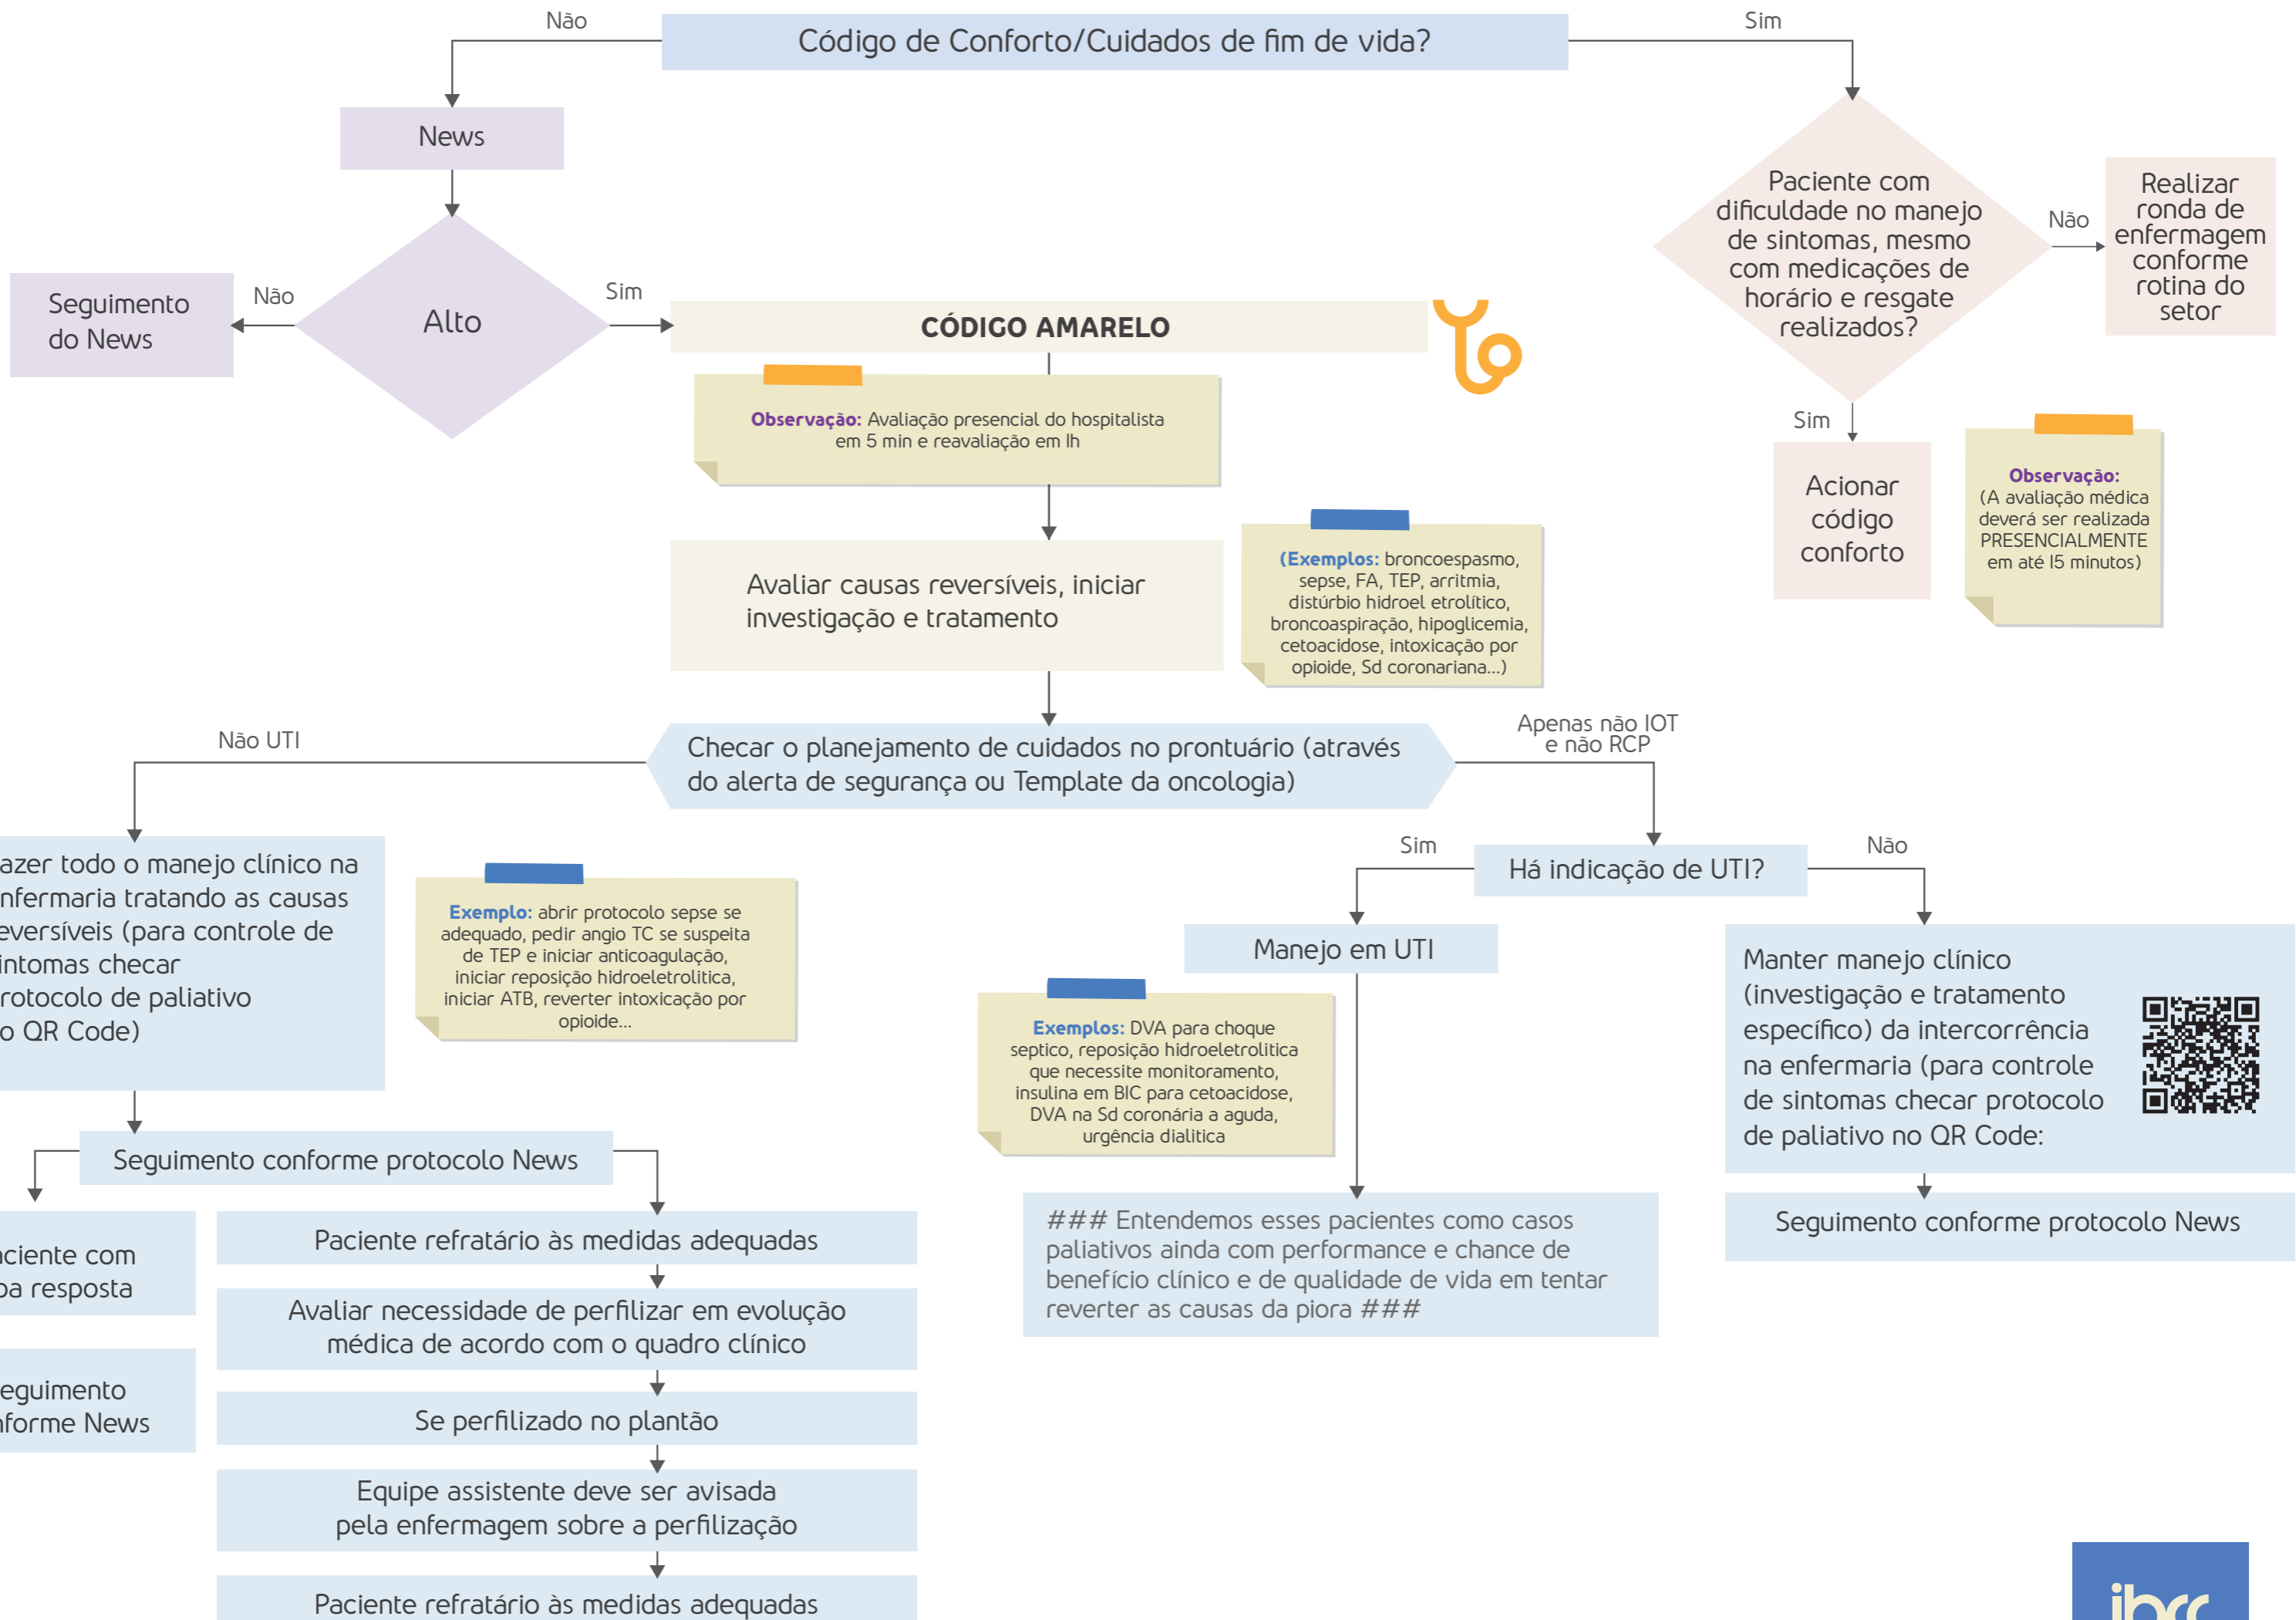 Não
Código de Conforto/Cuidados de fim de vida?
Sim
News
Paciente com
dificuldade no manejo
de sintomas, mesmo
com medicações de
horário e resgate
realizados?
Não
Realizar
ronda de
enfermagem
conforme
rotina do
setor
Seguimento
do News
Não
Alto
Sim
CÓDIGO AMARELO
Observação: Avaliação presencial do hospitalista
em 5 min e reavaliação em 1h
Sim
Acionar
código
conforto
Observação:
(A avaliação médica
deverá ser realizada
PRESENCIALMENTE
em até 15 minutos)
Avaliar causas reversíveis, iniciar
investigação e tratamento
(Exemplos: broncoespasmo,
sepse, FA, TEP, arritmia,
distúrbio hidroel etrolítico,
broncoaspiração, hipoglicemia,
cetoacidose, intoxicação por
opioide, Sd coronariana...)
Não UTI
Checar o planejamento de cuidados no prontuário (através
do alerta de segurança ou Template da oncologia)
Apenas não IOT
e não RCP
azer todo o manejo clínico na
nfermaria tratando as causas
eversíveis (para controle de
intomas checar
rotocolo de paliativo
o QR Code)
Exemplo: abrir protocolo sepse se
adequado, pedir angio TC se suspeita
de TEP e iniciar anticoagulação,
iniciar reposição hidroeletrolitica,
iniciar ATB, reverter intoxicação por
opioide...
Sim
Há indicação de UTI?
Não
Manejo em UTI
Exemplos: DVA para choque
septico, reposição hidroeletrolitica
que necessite monitoramento,
insulina em BIC para cetoacidose,
DVA na Sd coronária a aguda,
urgência dialitica
Manter manejo clínico
(investigação e tratamento
específico) da intercorrência
na enfermaria (para controle
de sintomas checar protocolo
de paliativo no QR Code:
Seguimento conforme protocolo News
aciente com
oa resposta
eguimento
nforme News
Paciente refratário às medidas adequadas
Avaliar necessidade de perfilizar em evolução
médica de acordo com o quadro clínico
Se perfilizado no plantão
Equipe assistente deve ser avisada
pela enfermagem sobre a perfilização
Paciente refratário às medidas adequadas
### Entendemos esses pacientes como casos
paliativos ainda com performance e chance de
benefício clínico e de qualidade de vida em tentar
reverter as causas da piora ###
Seguimento conforme protocolo News
ibcc